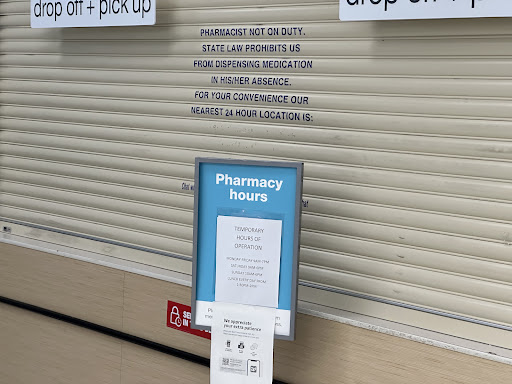 drop off + pick up
drop off + p
PHARMACIST NOT ON DUTY.
STATE LAW PROHIBITS US
FROM DISPENSING MEDICATION
IN HIS/HER ABSENCE.
FOR YOUR CONVENIENCE OUR
NEAREST 24 HOUR LOCATION IS:
Pharmacy
hours
TEMPORARY
HOURS OF
OPERATION
We appreciate
your extra patience